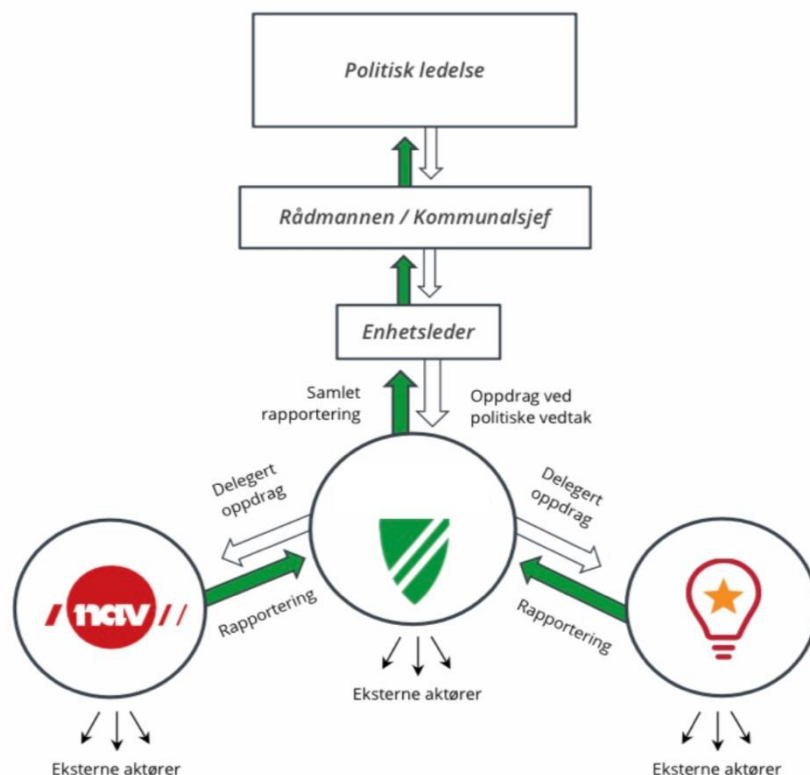 Politisk ledelse
Rådmannen / Kommunalsjef
Enhetsleder
Samlet
rapportering
Oppdrag ved
politiske vedtak
Delegert
oppdrag
Delegert
oppdrag
nav
Rapportering
Rapportering
Eksterne aktører
Eksterne aktører
Eksterne aktører